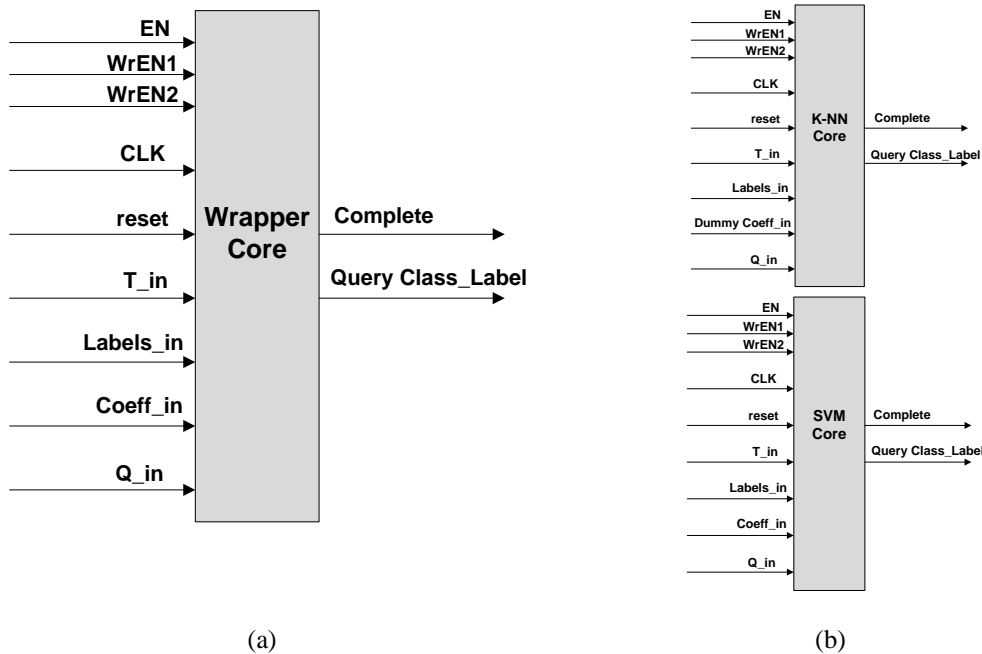 EN
WrEN1
WrEN2
CLK
reset
T_in
Labels_in
Coeff_in
Q_in
Wrapper
Core
Complete
Query Class_Label
(a)
EN
WrEN1
WrEN2
CLK
reset
T_in
Labels_in
Dummy Coeff_in
Q_in
K-NN
Core
Complete
Query Class_Label
EN
WrEN1
WrEN2
CLK
reset
T_in
Labels_in
Coeff_in
Q_in
SVM
Core
Complete
Query Class_Label
(b)